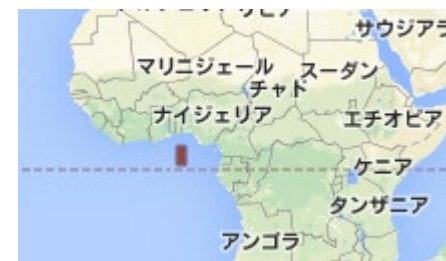 サウジアラ
マリ
ニジェール
スーダン
チャド
ナイジェリア
エチオピア
ケニア
タンザニア
アンゴラ